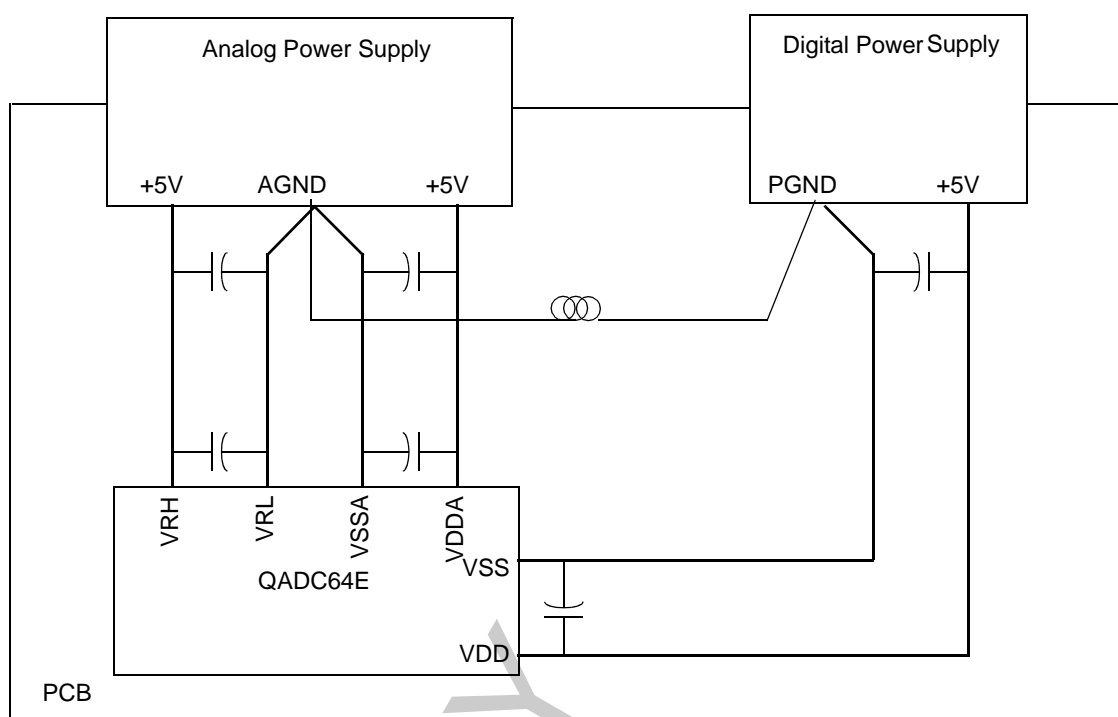 Analog Power Supply
Digital Power Supply
+5V AGND +5V
PGND +5V
VRH
VRL
VSSA
VDDA
VSS
QADC64E
VDD
PCB